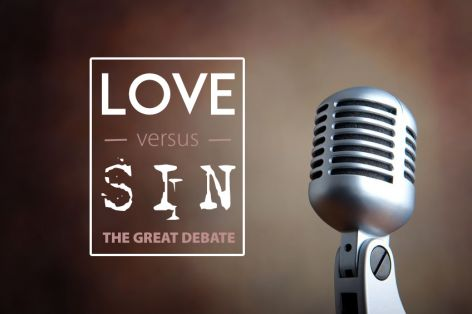 LOVE
— versus —
SIN
THE GREAT DEBATE